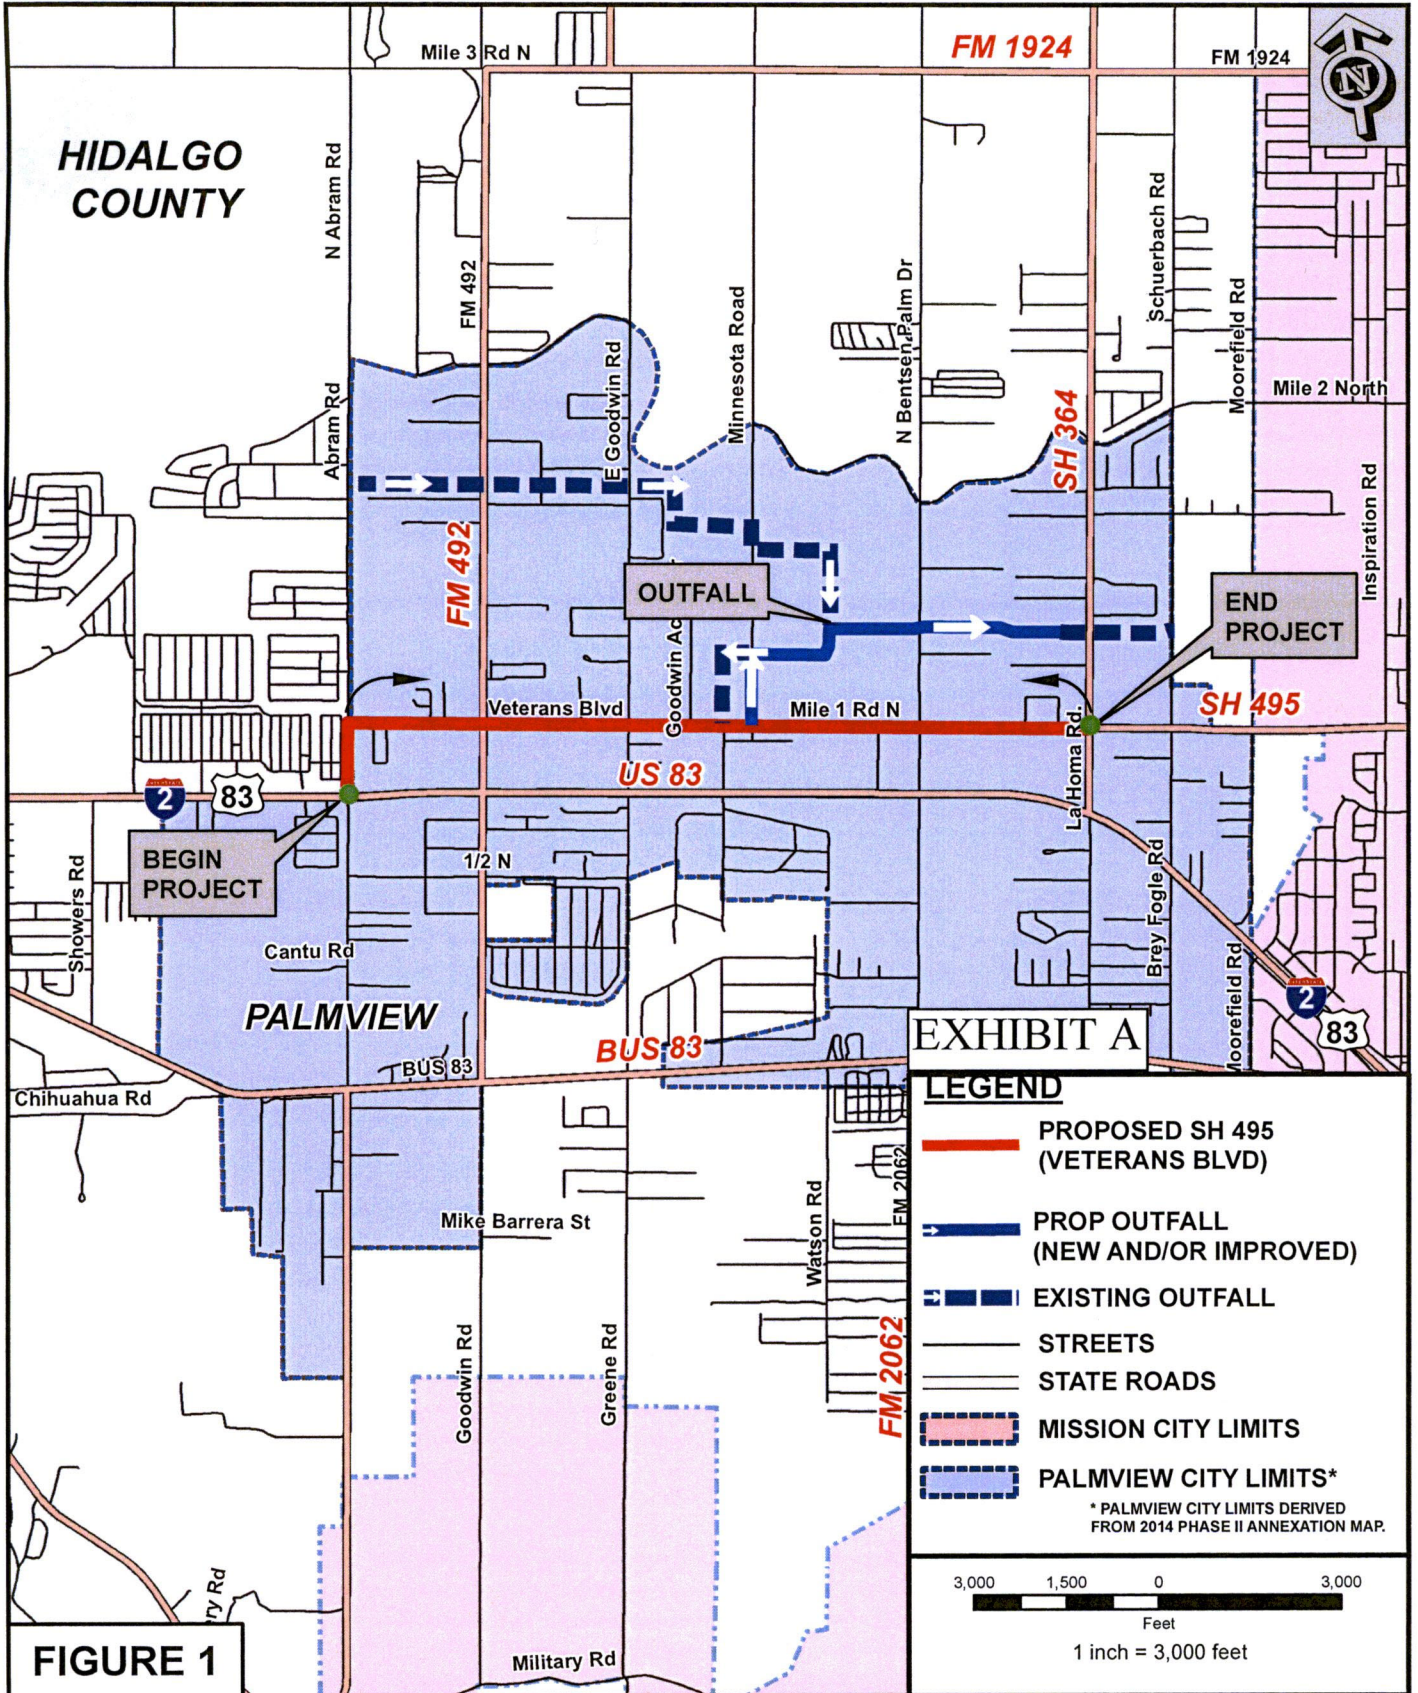 Mile 3 Rd N
FM 1924
FM 1924
N
HIDALGO
COUNTY
N Abram Rd
FM 492
Schuerbach Rd
Minnesota Road
N Bentsen Palm Dr
Moorefield Rd
E Goodwin Rd
Mile 2 North
Abram Rd
SH 364
Inspiration Rd
FM 492
OUTFALL
END
PROJECT
Goodwin Ac
Veterans Blvd
Mile 1 Rd N
SH 495
La Homa Rd.
US 83
2
83
BEGIN
PROJECT
1/2 N
Showers Rd
Cantu Rd
Brey Fogle Rd
Moorefield Rd
2
83
PALMVIEW
BUS 83
BUS 83
EXHIBIT A
Chihuahua Rd
FM 2062
Watson Rd
Mike Barrera St
Goodwin Rd
Greene Rd
FM 2062
ry Rd
Military Rd
FIGURE 1
LEGEND
PROPOSED SH 495
(VETERANS BLVD)
PROP OUTFALL
(NEW AND/OR IMPROVED)
EXISTING OUTFALL
STREETS
STATE ROADS
MISSION CITY LIMITS
PALMVIEW CITY LIMITS*
* PALMVIEW CITY LIMITS DERIVED
FROM 2014 PHASE II ANNEXATION MAP.
3,000 1,500 0 3,000
Feet
1 inch = 3,000 feet